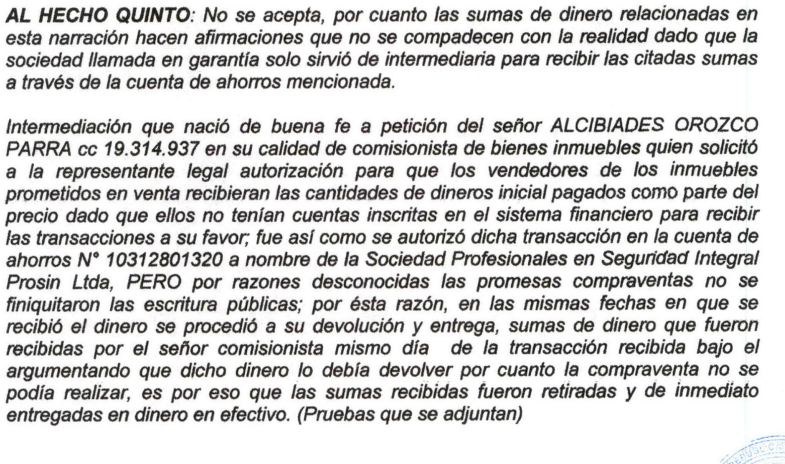 AL HECHO QUINTO: No se acepta, por cuanto las sumas de dinero relacionadas en
esta narración hacen afirmaciones que no se compadecen con la realidad dado que la
sociedad llamada en garantía solo sirvió de intermediaria para recibir las citadas sumas
a través de la cuenta de ahorros mencionada.
Intermediación que nació de buena fe a petición del señor ALCIBIADES OROZCO
PARRA cc 19.314.937 en su calidad de comisionista de bienes inmuebles quien solicitó
a la representante legal autorización para que los vendedores de los inmuebles
prometidos en venta recibieran las cantidades de dineros inicial pagados como parte del
precio dado que ellos no tenían cuentas inscritas en el sistema financiero para recibir
las transacciones a su favor; fue así como se autorizó dicha transacción en la cuenta de
ahorros N° 10312801320 a nombre de la Sociedad Profesionales en Seguridad Integral
Prosin Ltda, PERO por razones desconocidas las promesas compraventas no se
finiquitaron las escritura públicas; por ésta razón, en las mismas fechas en que se
recibió el dinero se procedió a su devolución y entrega, sumas de dinero que fueron
recibidas por el señor comisionista mismo día de la transacción recibida bajo el
argumentando que dicho dinero lo debía devolver por cuanto la compraventa no se
podía realizar, es por eso que las sumas recibidas fueron retiradas y de inmediato
entregadas en dinero en efectivo. (Pruebas que se adjuntan)